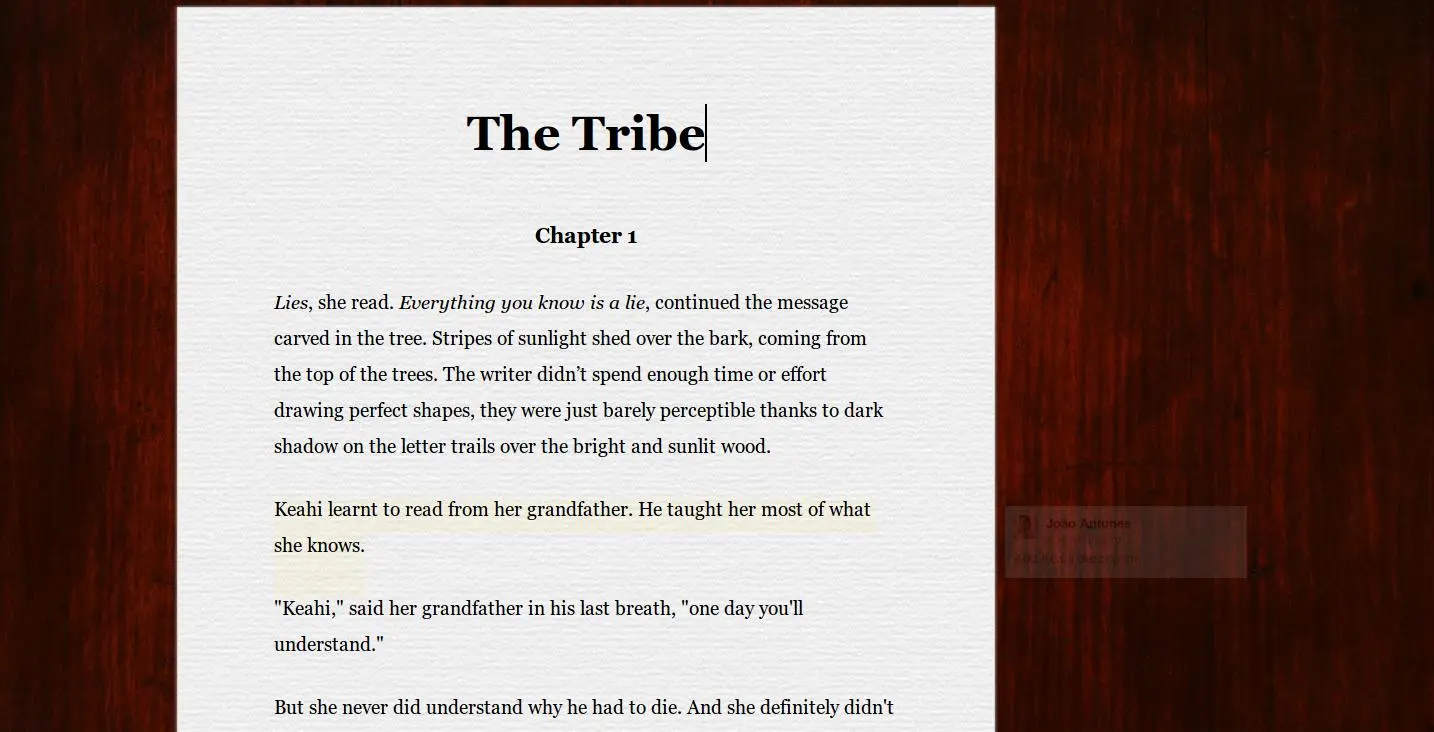 The Tribe
Chapter 1
Lies, she read. Everything you know is a lie, continued the message
carved in the tree. Stripes of sunlight shed over the bark, coming from
the top of the trees. The writer didn’t spend enough time or effort
drawing perfect shapes, they were just barely perceptible thanks to dark
shadow on the letter trails over the bright and sunlit wood.
Keahi learnt to read from her grandfather. He taught her most of what
she knows.
João Antunes
"Keahi," said her grandfather in his last breath, "one day you'll
understand."
But she never did understand why he had to die. And she definitely didn't